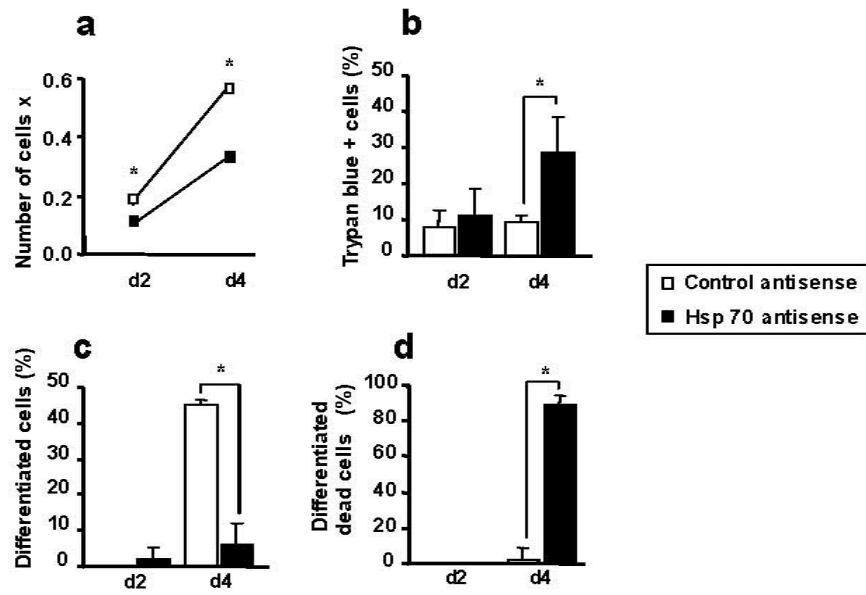 a
Number of cells x
0.6
0.4
0.2
0.0
*
*
d2
d4
b
Trypan blue + cells (%)
50
40
30
20
10
0
*
d2
d4
Control antisense
Hsp 70 antisense
c
Differentiated cells (%)
50
40
30
20
10
0
*
d2
d4
d
Differentiated
dead cells (%)
100
80
60
40
20
0
*
d2
d4